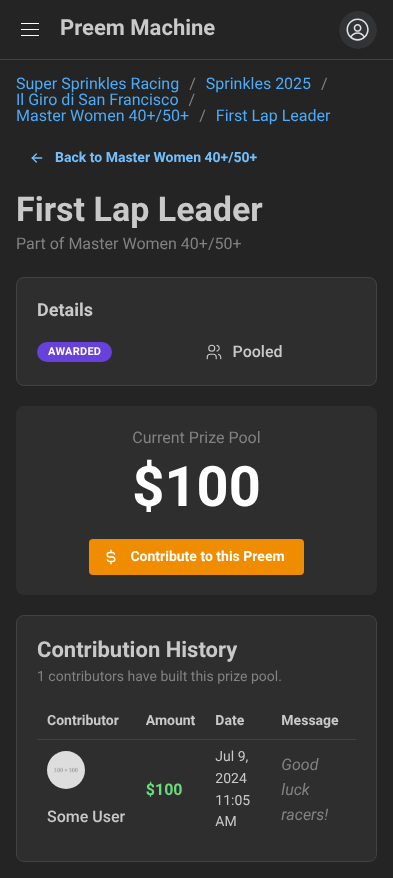 Preem Machine
Super Sprinkles Racing / Sprinkles 2025 /
Il Giro di San Francisco /
Master Women 40+/50+ / First Lap Leader
Back to Master Women 40+/50+
First Lap Leader
Part of Master Women 40+/50+
Details
AWARDED Pooled
Current Prize Pool
$100
$ Contribute to this Preem
Contribution History
1 contributors have built this prize pool.
Contributor Amount Date Message
100 × 100
Some User
$100
Jul 9,
2024
11:05
AM
Good
luck
racers!